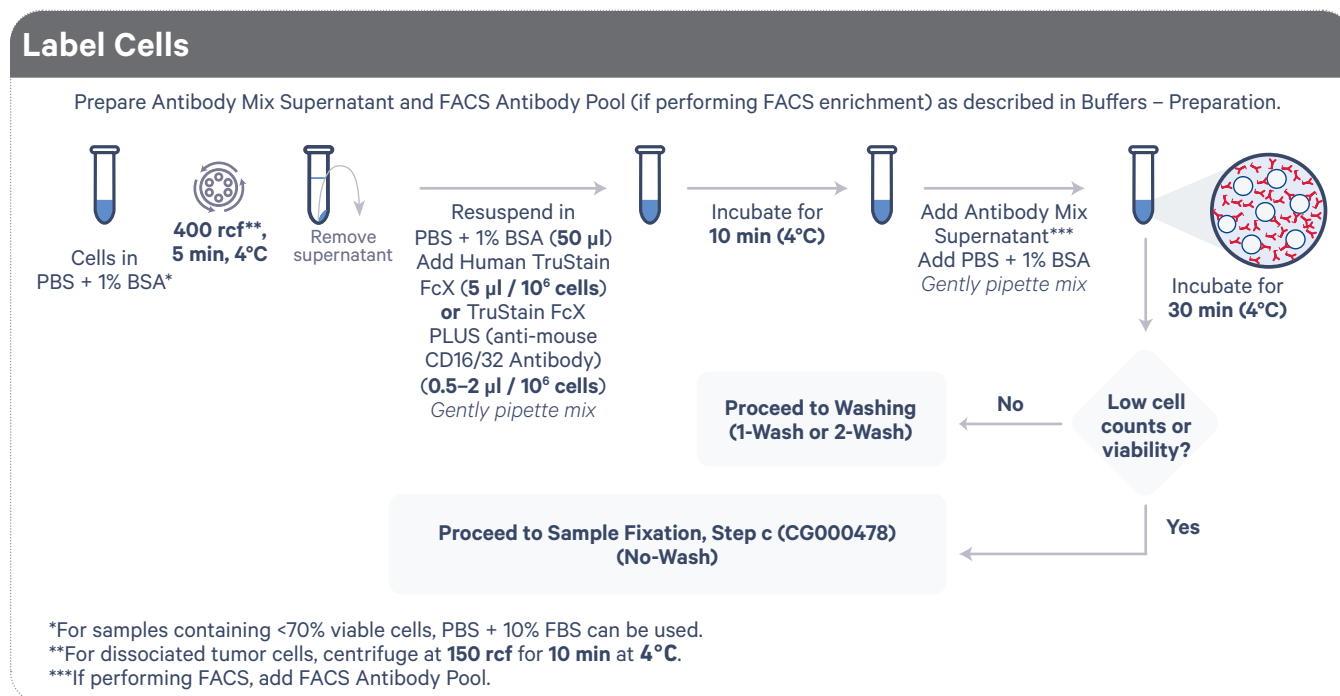 Label Cells
Prepare Antibody Mix Supernatant and FACS Antibody Pool (if performing FACS enrichment) as described in Buffers – Preparation.
Cells in
PBS + 1% BSA*
400 rcf**,
5 min, 4°C
Remove
supernatant
Resuspend in
PBS + 1% BSA (50 µl)
Add Human TruStain
FcX (5 µl / 10⁶ cells)
or TruStain FcX
PLUS (anti-mouse
CD16/32 Antibody)
(0.5–2 µl / 10⁶ cells)
Gently pipette mix
Incubate for
10 min (4°C)
Add Antibody Mix
Supernatant***
Add PBS + 1% BSA
Gently pipette mix
Incubate for
30 min (4°C)
Low cell
counts or
viability?
No
Proceed to Washing
(1-Wash or 2-Wash)
Yes
Proceed to Sample Fixation, Step c (CG000478)
(No-Wash)
*For samples containing <70% viable cells, PBS + 10% FBS can be used.
**For dissociated tumor cells, centrifuge at 150 rcf for 10 min at 4°C.
***If performing FACS, add FACS Antibody Pool.